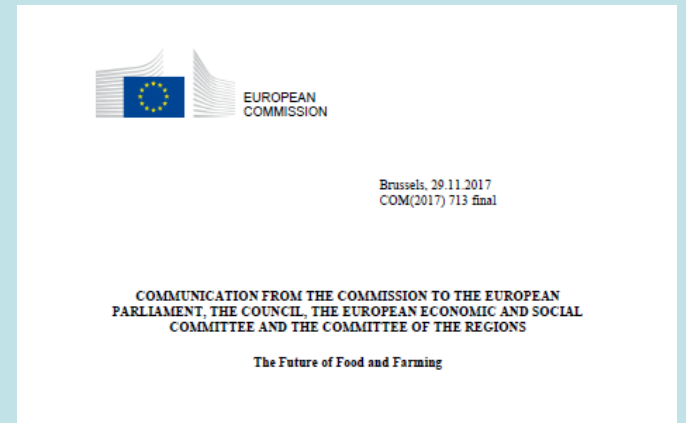 EUROPEAN
COMMISSION
Brussels, 29.11.2017
COM(2017) 713 final
COMMUNICATION FROM THE COMMISSION TO THE EUROPEAN
PARLIAMENT, THE COUNCIL, THE EUROPEAN ECONOMIC AND SOCIAL
COMMITTEE AND THE COMMITTEE OF THE REGIONS
The Future of Food and Farming